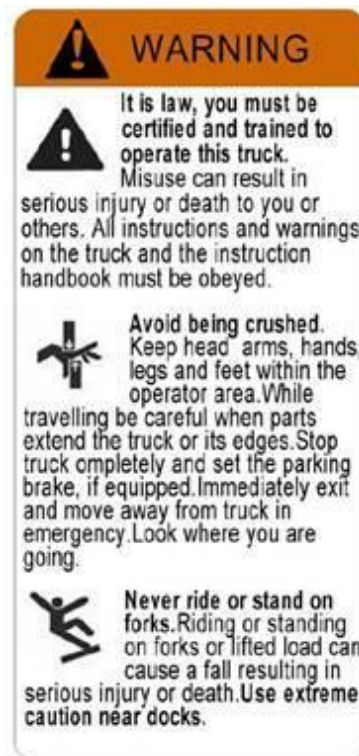 WARNING
It is law, you must be
certified and trained to
operate this truck.
Misuse can result in
serious injury or death to you or
others. All instructions and warnings
on the truck and the instruction
handbook must be obeyed.
Avoid being crushed.
Keep head arms, hands,
legs and feet within the
operator area.While
travelling be careful when parts
extend the truck or its edges.Stop
truck ompletely and set the parking
brake, if equipped.Immediately exit
and move away from truck in
emergency.Look where you are
going.
Never ride or stand on
forks.Riding or standing
on forks or lifted load can
cause a fall resulting in
serious injury or death.Use extreme
caution near docks.